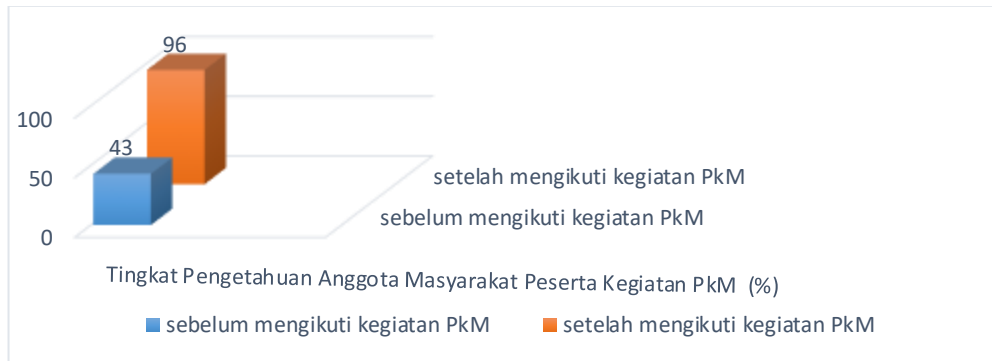 96
100
43
50
setelah mengikuti kegiatan PkM
sebelum mengikuti kegiatan PkM
0
Tingkat Pengetahuan Anggota Masyarakat Peserta Kegiatan PkM (%)
sebelum mengikuti kegiatan PkM
setelah mengikuti kegiatan PkM